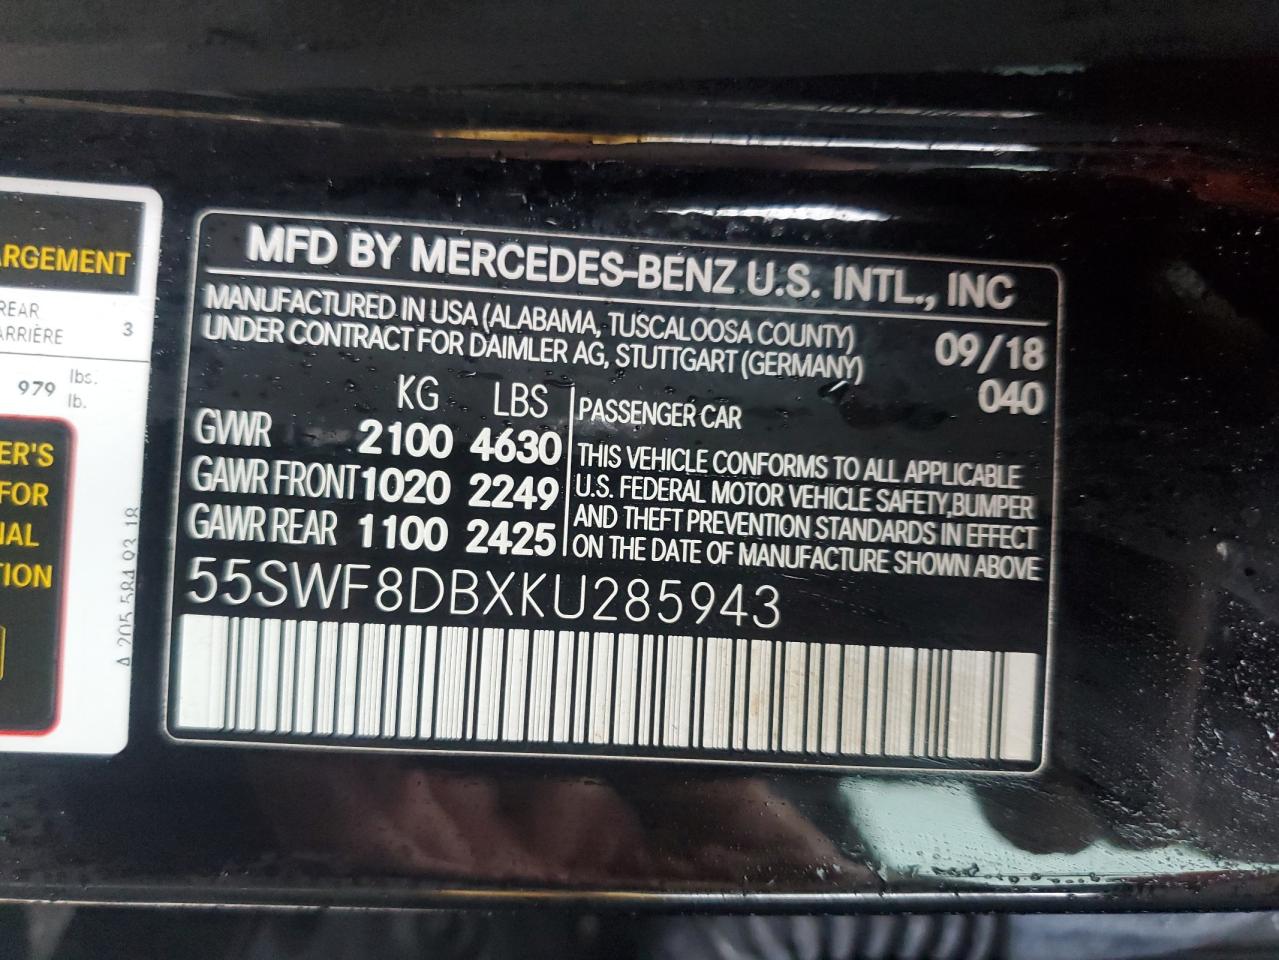 ARGEMENT
REAR
ARRIÈRE 3
979 lbs.
lb.
ER'S
FOR
IAL
TION
A 205 584 93 18
MFD BY MERCEDES-BENZ U.S. INTL., INC
MANUFACTURED IN USA (ALABAMA, TUSCALOOSA COUNTY)
UNDER CONTRACT FOR DAIMLER AG, STUTTGART (GERMANY)
09/18
040
KG LBS
GVWR 2100 4630
GAWR FRONT 1020 2249
GAWR REAR 1100 2425
PASSENGER CAR
THIS VEHICLE CONFORMS TO ALL APPLICABLE
U.S. FEDERAL MOTOR VEHICLE SAFETY, BUMPER
AND THEFT PREVENTION STANDARDS IN EFFECT
ON THE DATE OF MANUFACTURE SHOWN ABOVE
55SWF8DBXKU285943